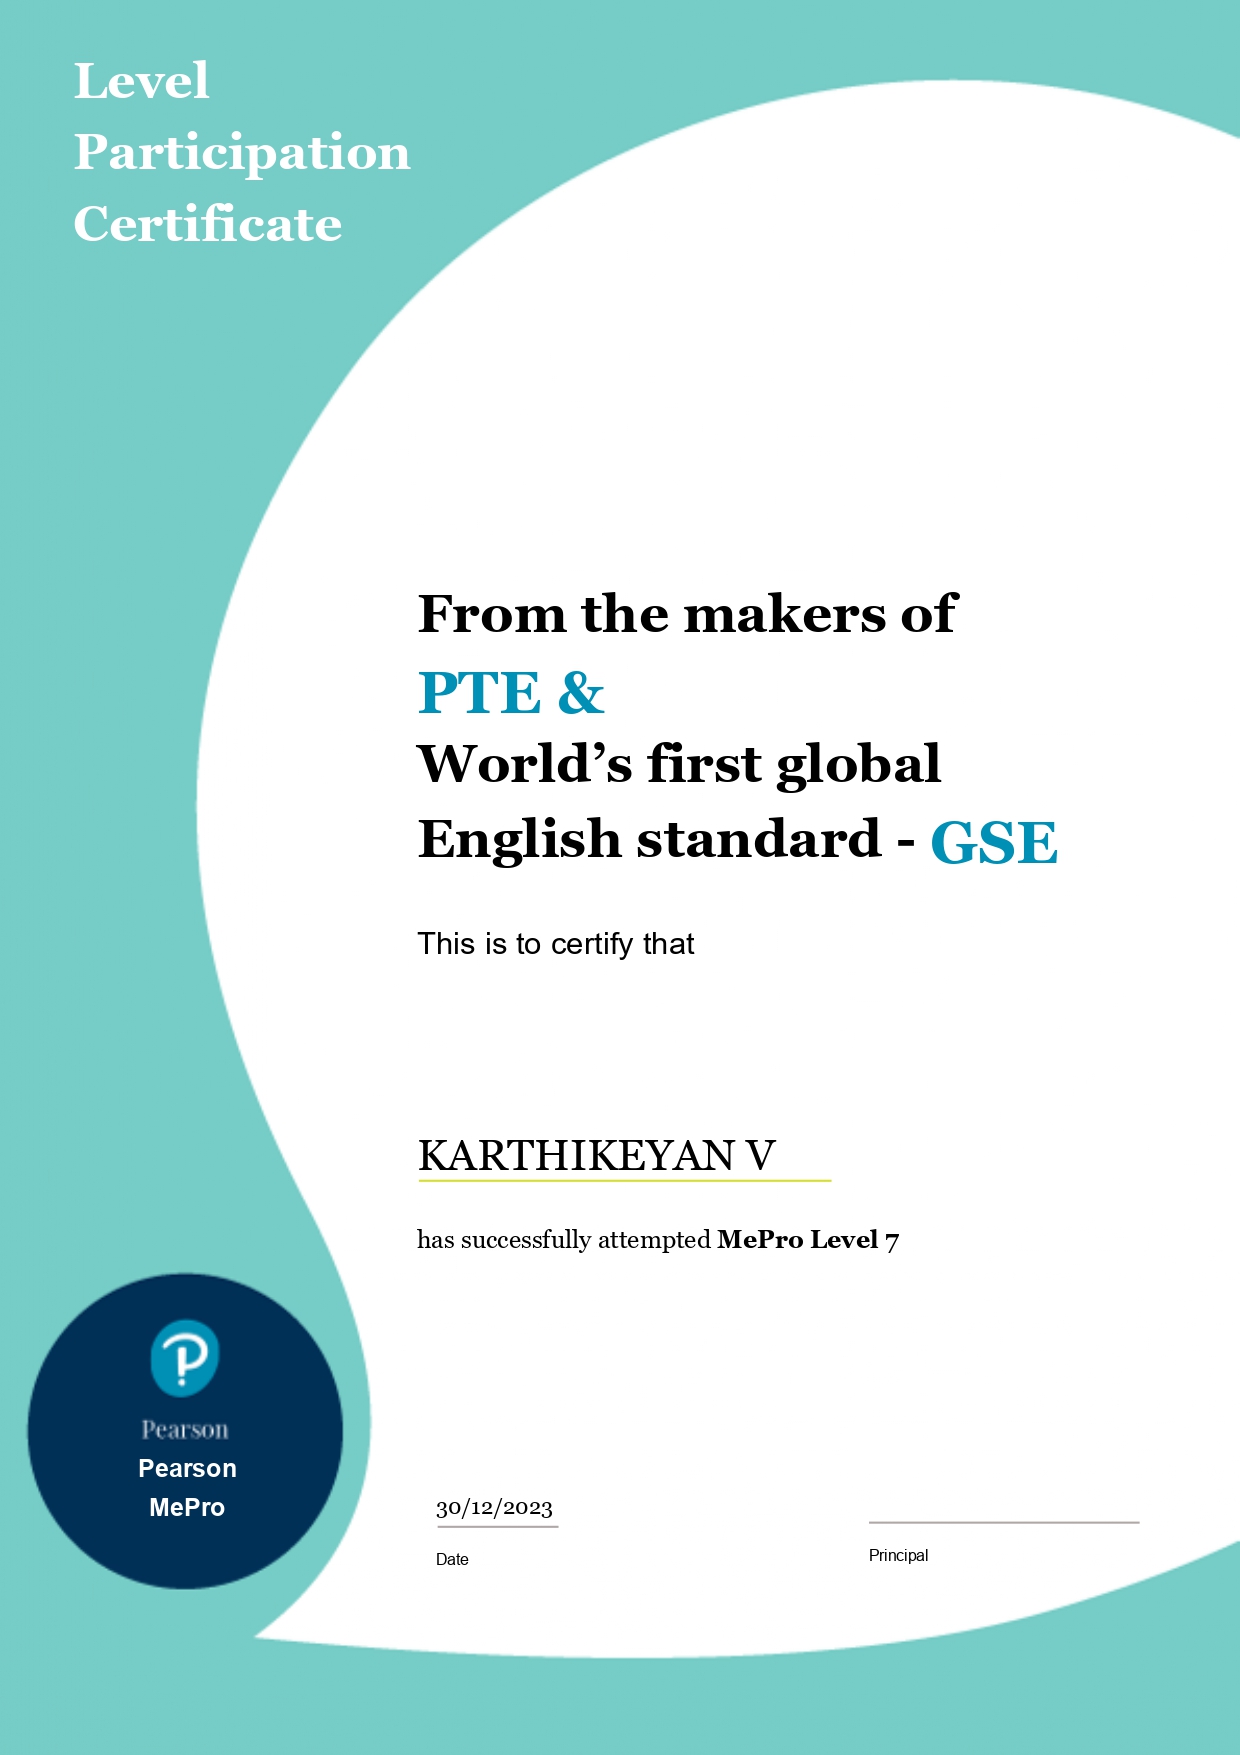 Level
Participation
Certificate
From the makers of
PTE &
World’s first global
English standard - GSE
This is to certify that
KARTHIKEYAN V
has successfully attempted MePro Level 7
Pearson
Pearson
MePro
30/12/2023
Date
Principal